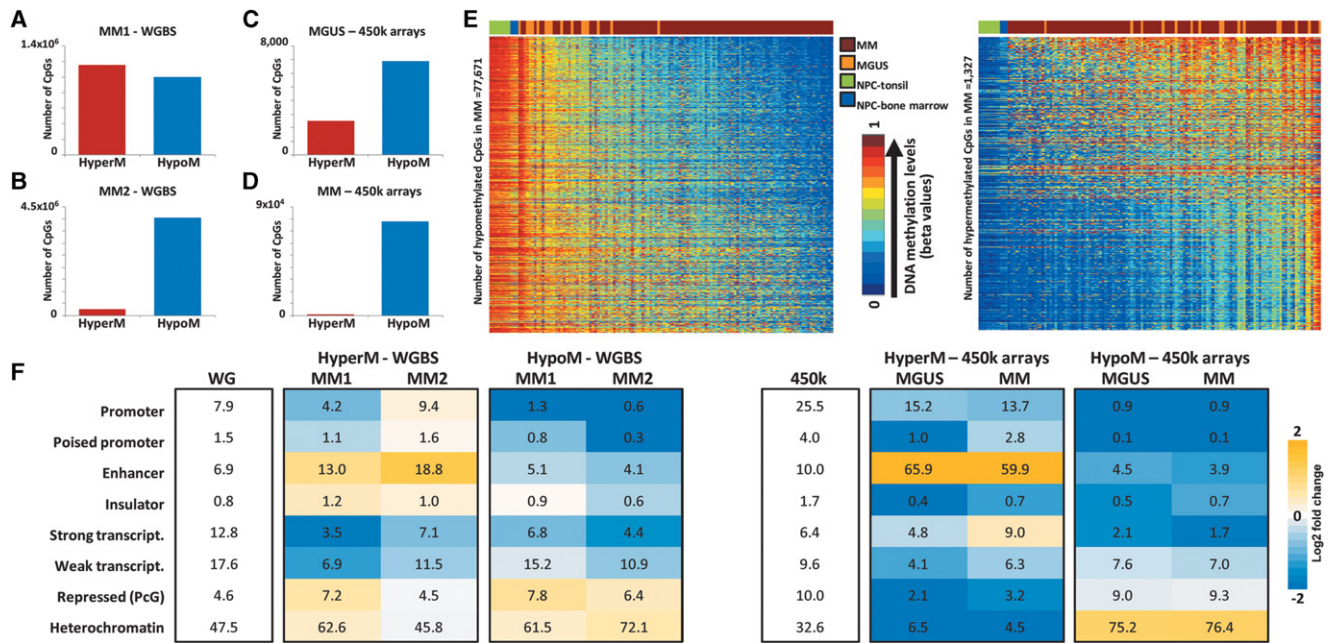 A
MM1 - WGBS
1.4x10⁶
Number of CpGs
0
HyperM HypoM
B
MM2 - WGBS
4.5x10⁶
Number of CpGs
0
HyperM HypoM
C
MGUS – 450k arrays
8,000
Number of CpGs
0
HyperM HypoM
D
MM – 450k arrays
9x10⁴
Number of CpGs
0
HyperM HypoM
E
Number of hypomethylated CpGs in MM =77,671
MM
MGUS
NPC-tonsil
NPC-bone marrow
1
0
DNA methylation levels
(beta values)
Number of hypermethylated CpGs in MM =1,327
F
HyperM - WGBS HypoM - WGBS HyperM – 450k arrays HypoM – 450k arrays
WG MM1 MM2 MM1 MM2 450k MGUS MM MGUS MM
Promoter 7.9 4.2 9.4 1.3 0.6 25.5 15.2 13.7 0.9 0.9
Poised promoter 1.5 1.1 1.6 0.8 0.3 4.0 1.0 2.8 0.1 0.1
Enhancer 6.9 13.0 18.8 5.1 4.1 10.0 65.9 59.9 4.5 3.9
Insulator 0.8 1.2 1.0 0.9 0.6 1.7 0.4 0.7 0.5 0.7
Strong transcript. 12.8 3.5 7.1 6.8 4.4 6.4 4.8 9.0 2.1 1.7
Weak transcript. 17.6 6.9 11.5 15.2 10.9 9.6 4.1 6.3 7.6 7.0
Repressed (PcG) 4.6 7.2 4.5 7.8 6.4 10.0 2.1 3.2 9.0 9.3
Heterochromatin 47.5 62.6 45.8 61.5 72.1 32.6 6.5 4.5 75.2 76.4
2
0
-2
Log2 fold change